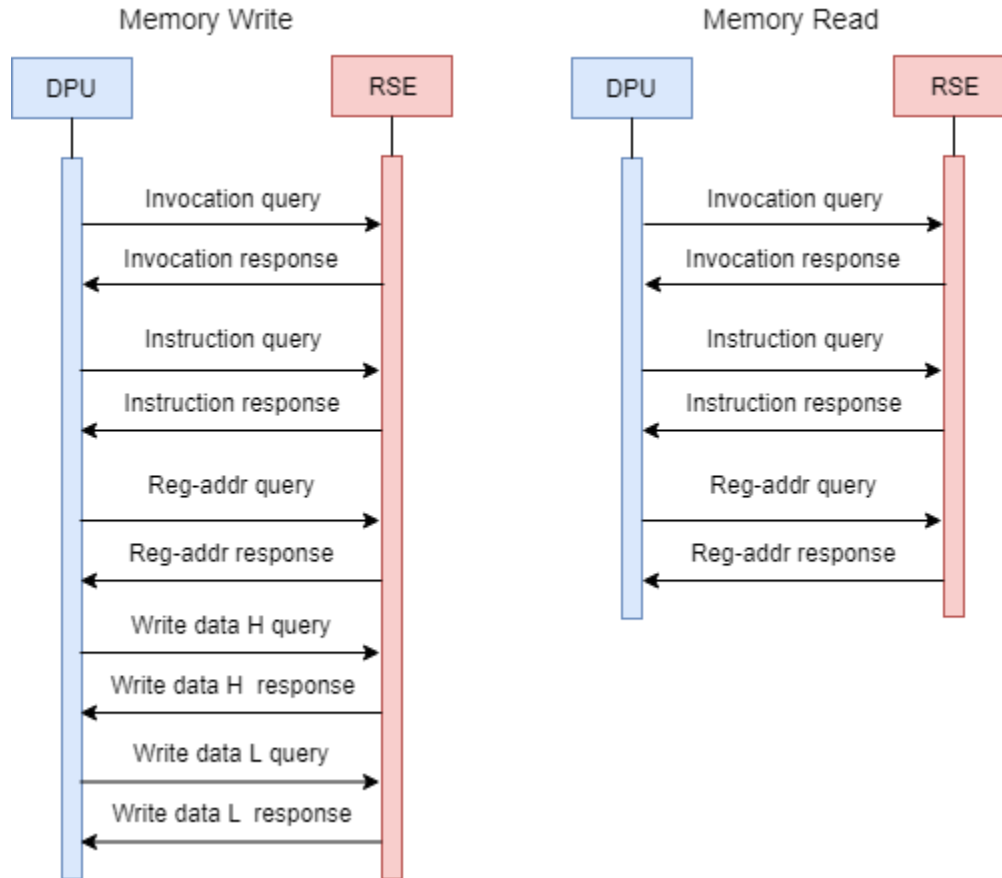 Memory Write
DPU
RSE
Invocation query
Invocation response
Instruction query
Instruction response
Reg-addr query
Reg-addr response
Write data H query
Write data H response
Write data L query
Write data L response
Memory Read
DPU
RSE
Invocation query
Invocation response
Instruction query
Instruction response
Reg-addr query
Reg-addr response